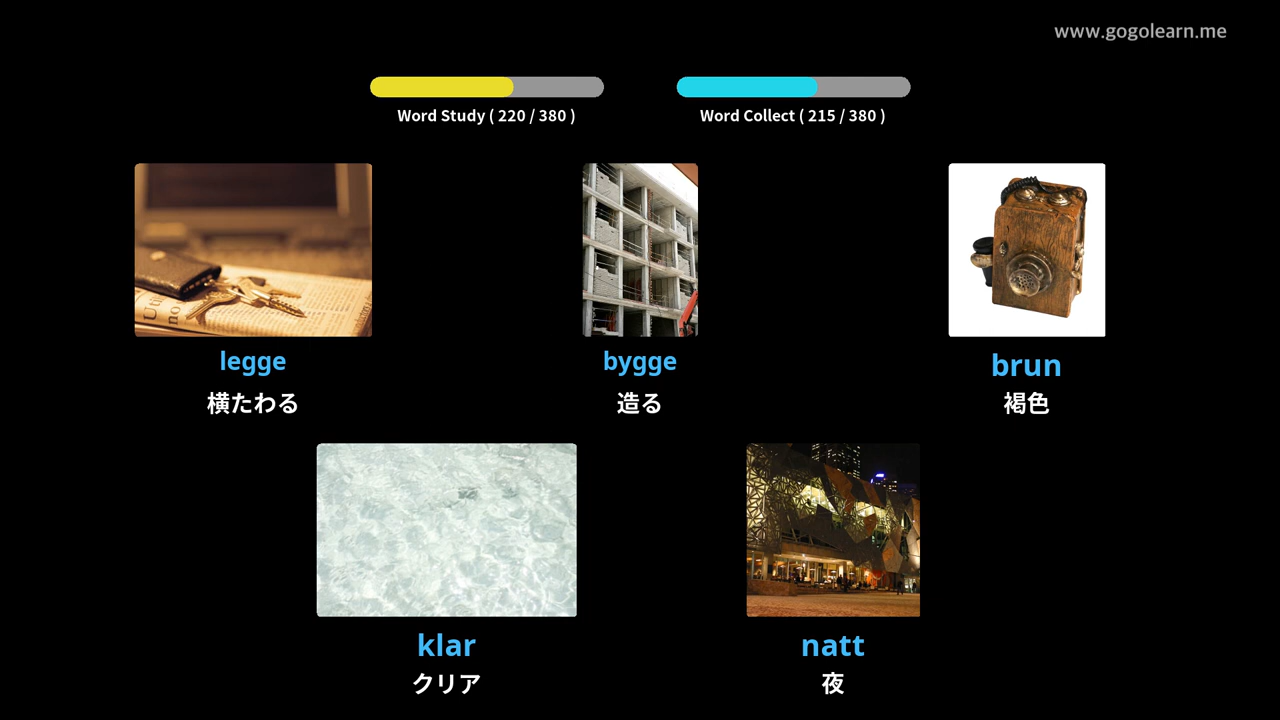 www.gogolearn.me
Word Study ( 220 / 380 )
Word Collect ( 215 / 380 )
legge
横たわる
bygge
造る
brun
褐色
klar
クリア
natt
夜